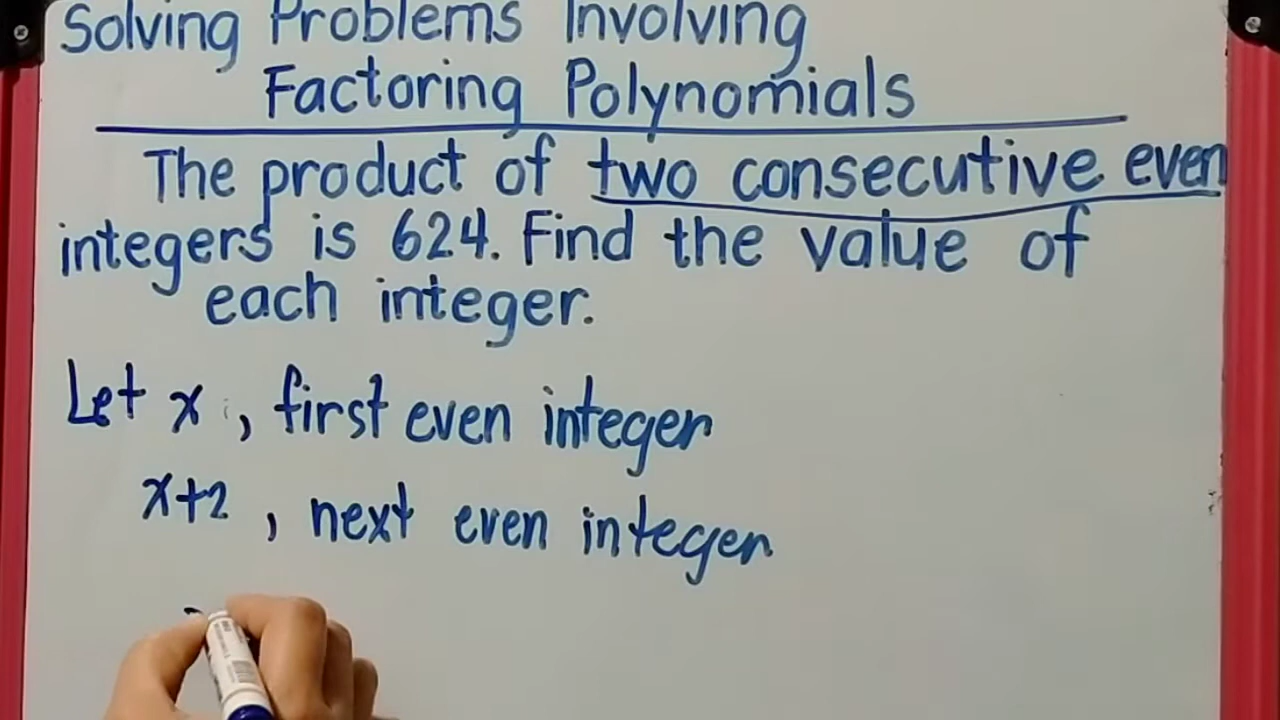 Solving Problems Involving
Factoring Polynomials
The product of two consecutive even
integers is 624. Find the value of
each integer.
Let x , first even integer
x+2 , next even integer